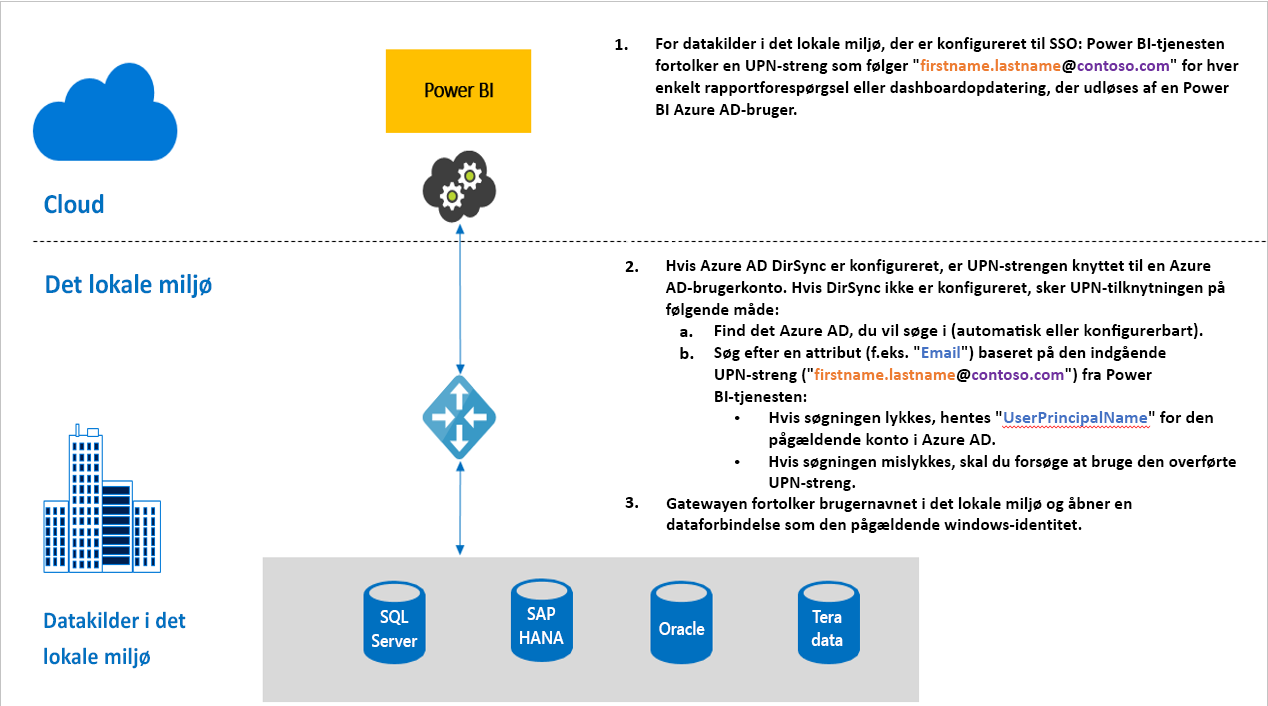 Power BI
Cloud
1. For datakilder i det lokale miljø, der er konfigureret til SSO: Power BI-tjenesten
fortolker en UPN-streng som følger "firstname.lastname@contoso.com" for hver
enkelt rapportforespørgsel eller dashboardopdatering, der udløses af en Power
BI Azure AD-bruger.
Det lokale miljø
2. Hvis Azure AD DirSync er konfigureret, er UPN-strengen knyttet til en Azure
AD-brugerkonto. Hvis DirSync ikke er konfigureret, sker UPN-tilknytningen på
følgende måde:
a. Find det Azure AD, du vil søge i (automatisk eller konfigurerbart).
b. Søg efter en attribut (f.eks. "Email") baseret på den indgående
UPN-streng ("firstname.lastname@contoso.com") fra Power
BI-tjenesten:
• Hvis søgningen lykkes, hentes "UserPrincipalName" for den
pågældende konto i Azure AD.
• Hvis søgningen mislykkes, skal du forsøge at bruge den overførte
UPN-streng.
3. Gatewayen fortolker brugernavnet i det lokale miljø og åbner en
dataforbindelse som den pågældende windows-identitet.
Datakilder i det
lokale miljø
SQL
Server
SAP
HANA
Oracle
Tera
data